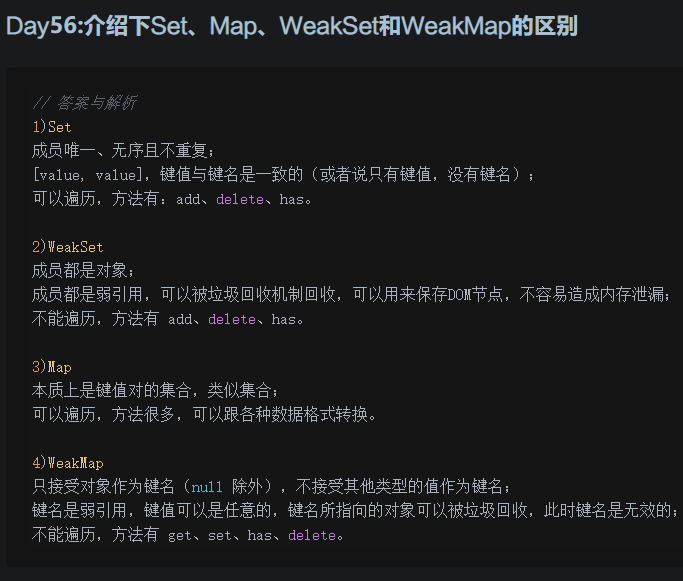 Day56:介绍下Set、Map、WeakSet和WeakMap的区别
// 答案与解析
1)Set
成员唯一、无序且不重复；
[value, value]，键值与键名是一致的（或者说只有键值，没有键名）；
可以遍历，方法有：add、delete、has。
2)WeakSet
成员都是对象；
成员都是弱引用，可以被垃圾回收机制回收，可以用来保存DOM节点，不容易造成内存泄漏；
不能遍历，方法有 add、delete、has。
3)Map
本质上是键值对的集合，类似集合；
可以遍历，方法很多，可以跟各种数据格式转换。
4)WeakMap
只接受对象作为键名（null 除外），不接受其他类型的值作为键名；
键名是弱引用，键值可以是任意的，键名所指向的对象可以被垃圾回收，此时键名是无效的；
不能遍历，方法有 get、set、has、delete。